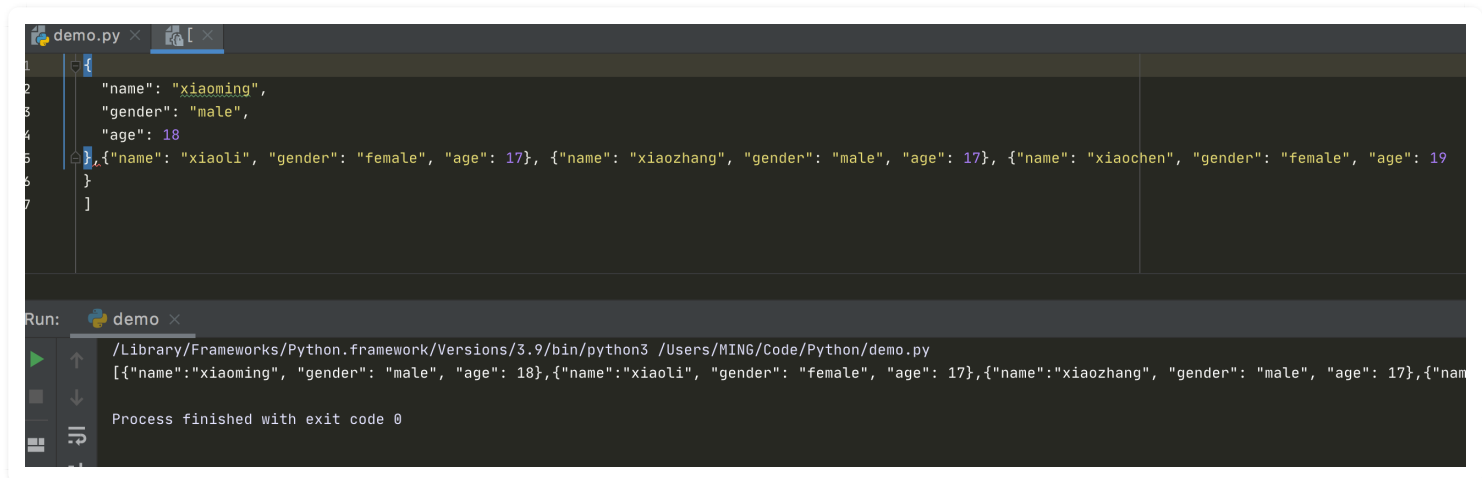 demo.py
[
1 {
2 "name": "xiaoming",
3 "gender": "male",
4 "age": 18
5 },{"name": "xiaoli", "gender": "female", "age": 17}, {"name": "xiaozhang", "gender": "male", "age": 17}, {"name": "xiaochen", "gender": "female", "age": 19
6 }
7 ]
Run: demo
/Library/Frameworks/Python.framework/Versions/3.9/bin/python3 /Users/MING/Code/Python/demo.py
[{"name":"xiaoming", "gender": "male", "age": 18},{"name":"xiaoli", "gender": "female", "age": 17},{"name":"xiaozhang", "gender": "male", "age": 17},{"nam
Process finished with exit code 0